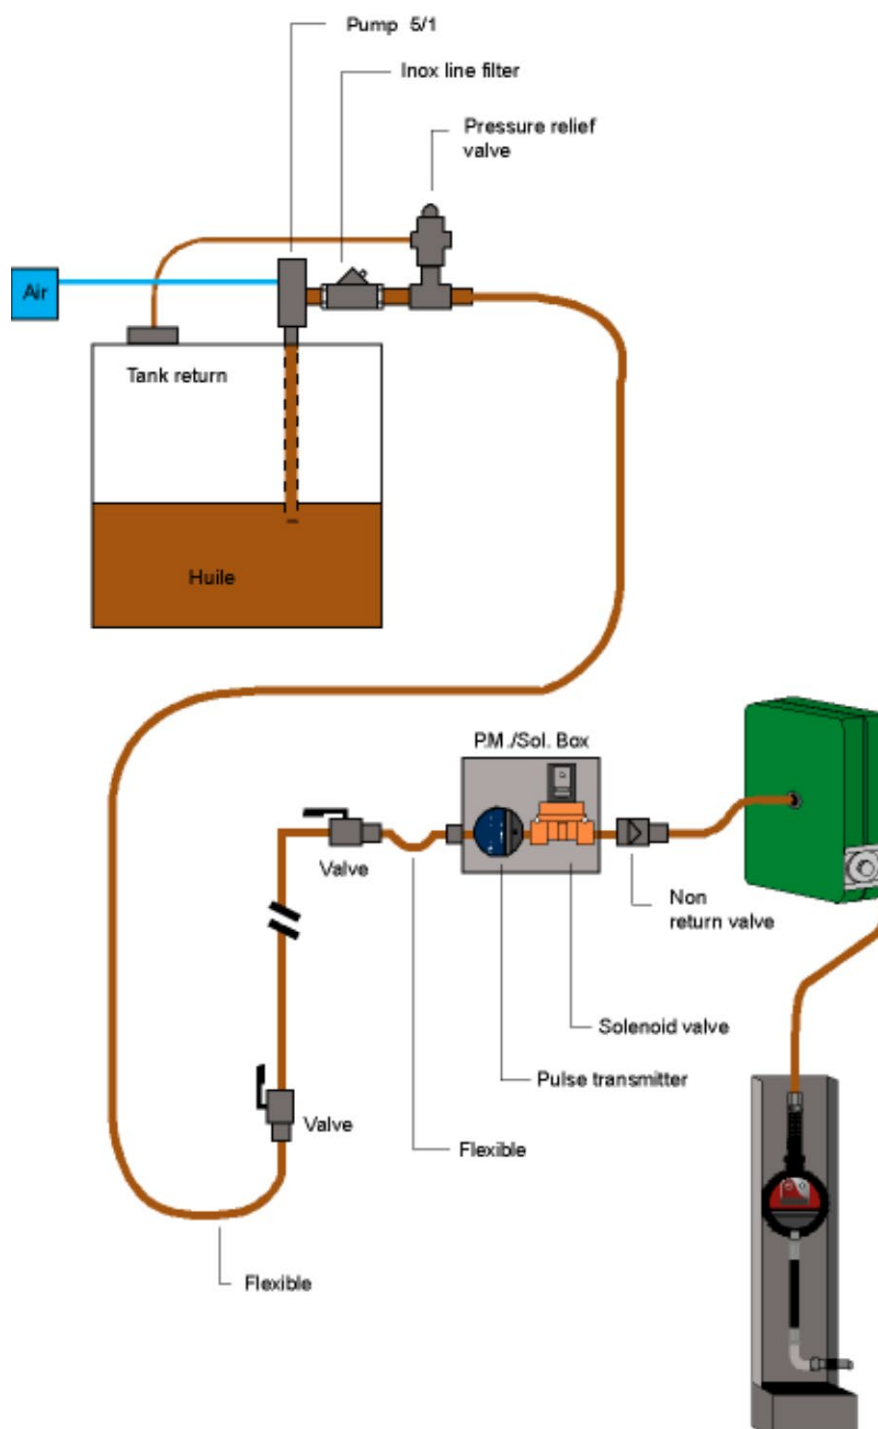 Pump 5/1
Inox line filter
Pressure relief
valve
Air
Tank return
Huile
P.M./Sol. Box
Valve
Non
return valve
Solenoid valve
Pulse transmitter
Valve
Flexible
Flexible